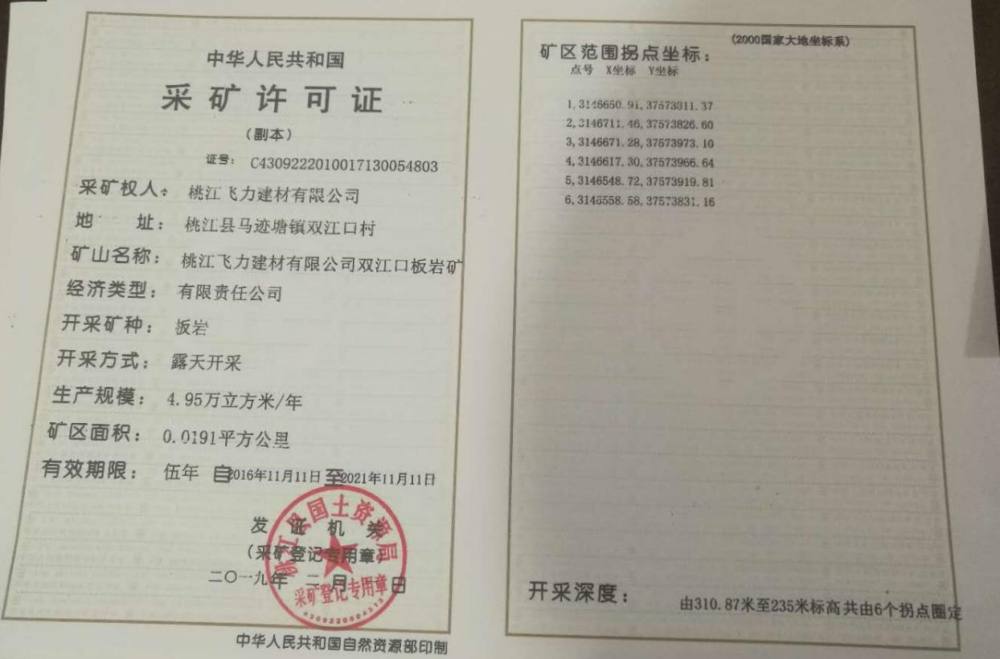 中华人民共和国
采矿许可证
（副本）
证号： C4309222010017130054803
采矿权人： 桃江飞力建材有限公司
地 址： 桃江县马迹塘镇双江口村
矿山名称： 桃江飞力建材有限公司双江口板岩矿
经济类型： 有限责任公司
开采矿种： 板岩
开采方式： 露天开采
生产规模： 4.95万立方米/年
矿区面积： 0.0191平方公里
有效期限： 伍年 自2016年11月11日至2021年11月11日
发证机关
（采矿登记专用章）
二〇一九年二月 日
桃江县国土资源局
采矿登记专用章
中华人民共和国自然资源部印制
(2000国家大地坐标系)
矿区范围拐点坐标：
点号 X坐标 Y坐标
1,3146650.91,37573811.37
2,3146711.46,37573826.60
3,3146671.28,37573973.10
4,3146617.30,37573966.64
5,3146548.72,37573919.81
6,3146558.58,37573831.16
开采深度： 由310.87米至235米标高共由6个拐点圈定